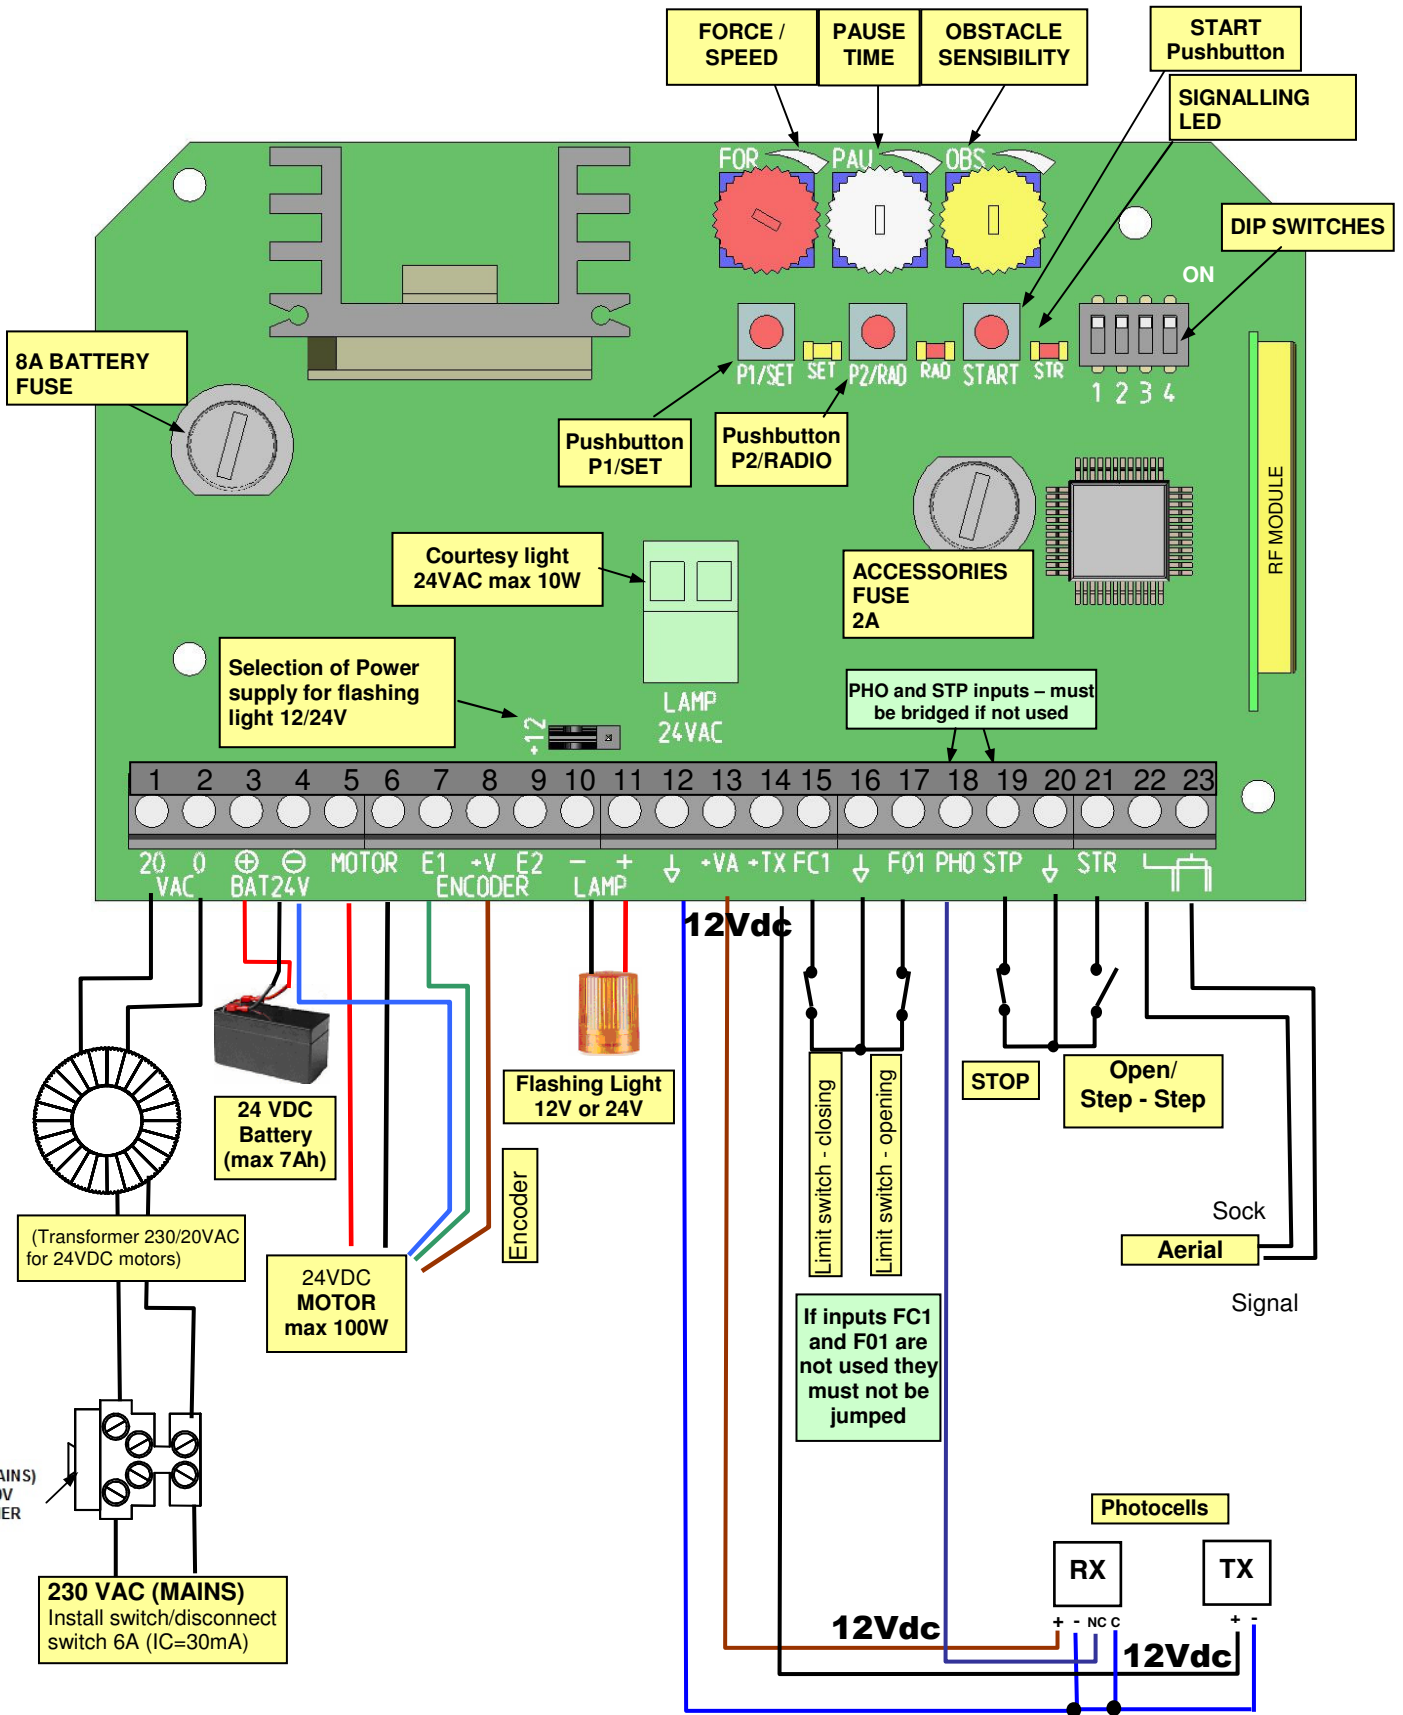 FORCE /
SPEED
PAUSE
TIME
OBSTACLE
SENSIBILITY
START
Pushbutton
SIGNALLING
LED
FOR
PAU
OBS
DIP SWITCHES
ON
8A BATTERY
FUSE
P1/SET
SET
P2/RAD
RAD
START
STR
1 2 3 4
Pushbutton
P1/SET
Pushbutton
P2/RADIO
RF MODULE
Courtesy light
24VAC max 10W
ACCESSORIES
FUSE
2A
Selection of Power
supply for flashing
light 12/24V
+12
LAMP
24VAC
PHO and STP inputs – must
be bridged if not used
1 2 3 4 5 6 7 8 9 10 11 12 13 14 15 16 17 18 19 20 21 22 23
20 0 MOTOR E1 +V E2 - + +VA +TX FC1 F01 PHO STP STR
VAC BAT24V ENCODER LAMP
12Vdc
24 VDC
Battery
(max 7Ah)
Flashing Light
12V or 24V
Encoder
Limit switch - closing
Limit switch - opening
STOP
Open/
Step - Step
Sock
Aerial
Signal
(Transformer 230/20VAC
for 24VDC motors)
24VDC
MOTOR
max 100W
If inputs FC1
and F01 are
not used they
must not be
jumped
AINS)
0V
IER
230 VAC (MAINS)
Install switch/disconnect
switch 6A (IC=30mA)
Photocells
RX
TX
+ - NC C
+ -
12Vdc
12Vdc